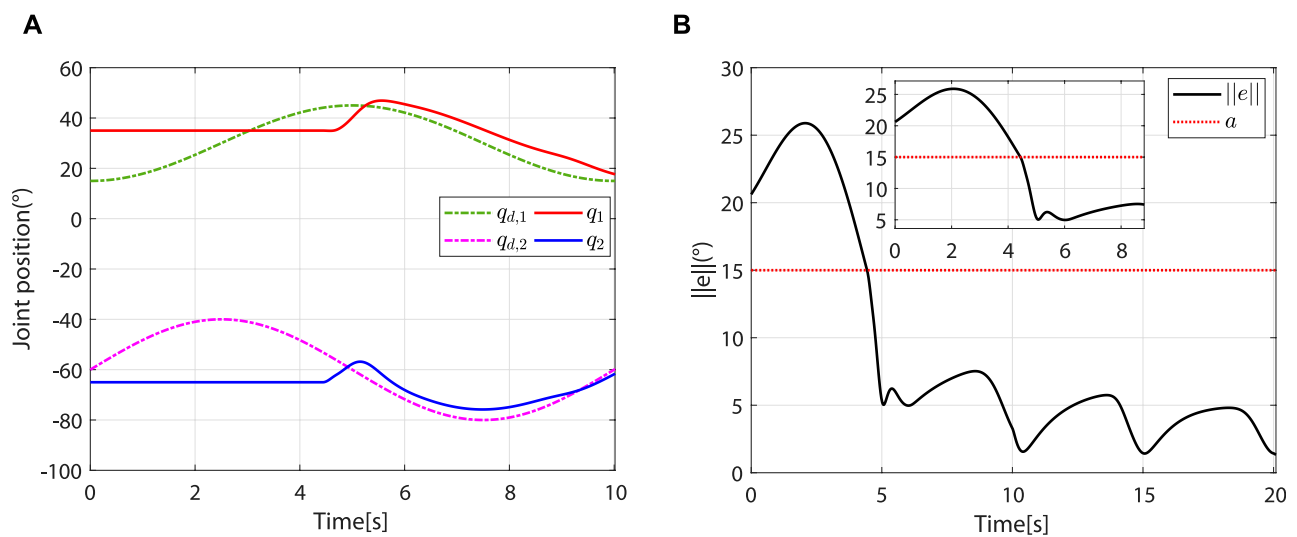 A
60
40
20
0
-20
-40
-60
-80
-100
0 2 4 6 8 10
Joint position(°)
Time[s]
q_{d,1} q_1
q_{d,2} q_2
B
30
25
20
15
10
5
0
0 5 10 15 20
||e||(°)
Time[s]
||e||
a
25
20
15
10
5
0 2 4 6 8